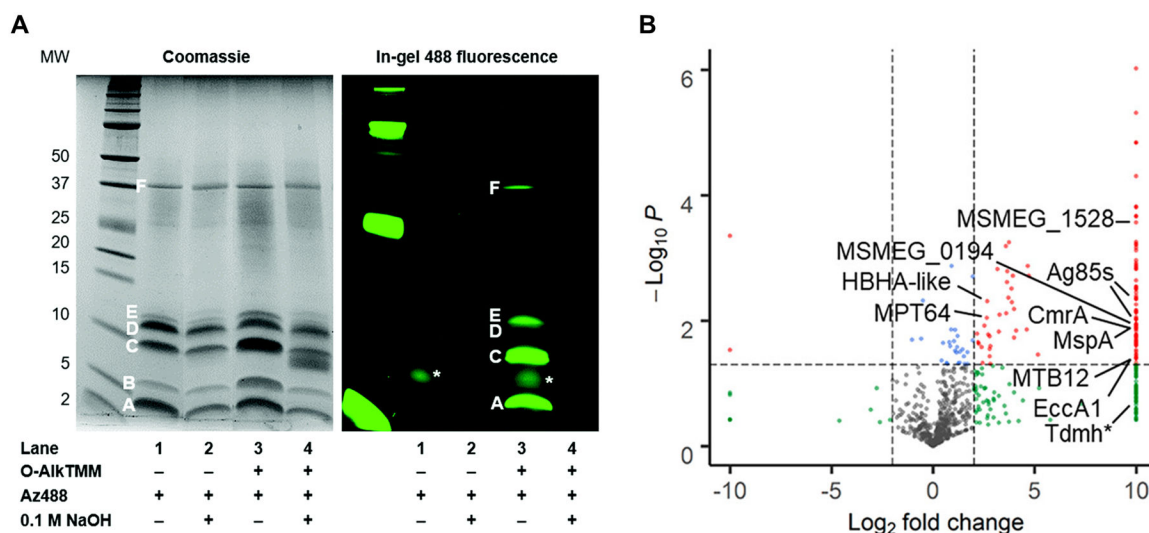 A
MW
Coomassie
In-gel 488 fluorescence
50
37
25
20
15
10
5
2
F
E
D
C
B
A
F
E
D
C
*
*
A
Lane 1 2 3 4 1 2 3 4
O-AlkTMM – – + + – – + +
Az488 + + + + + + + +
0.1 M NaOH – + – + – + – +
B
– Log10 P
6
4
2
0
MSMEG_1528
MSMEG_0194
HBHA-like
MPT64
Ag85s
CmrA
MspA
MTB12
EccA1
Tdmh*
-10 -5 0 5 10
Log2 fold change